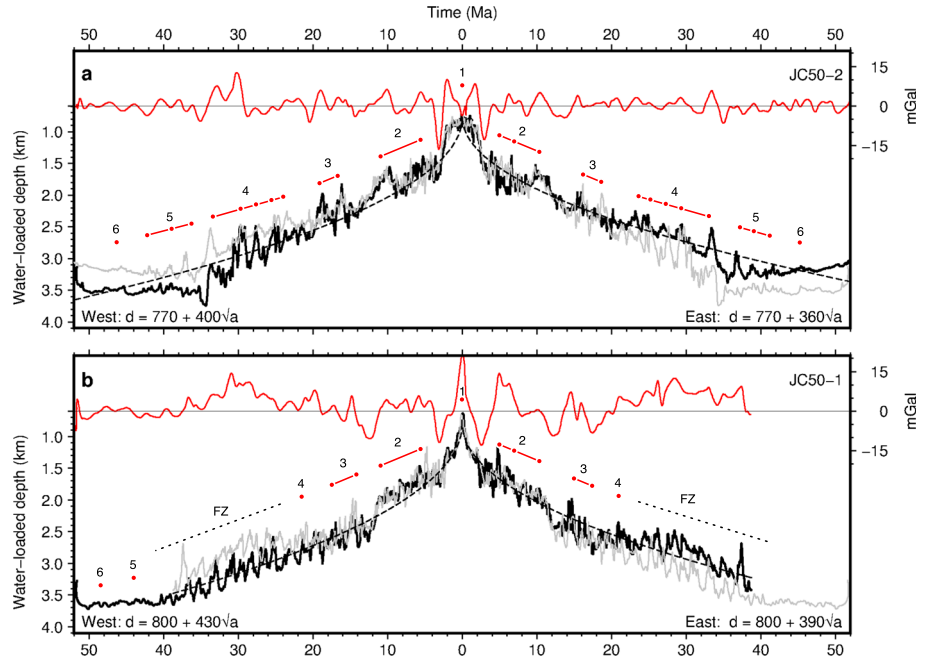 Time (Ma)
50 40 30 20 10 0 10 20 30 40 50
a
JC50−2
15
0
−15
mGal
1.0
1.5
2.0
2.5
3.0
3.5
4.0
Water−loaded depth (km)
1
2 2
3 3
4 4
5 5
6 6
West: d = 770 + 400√a
East: d = 770 + 360√a
b
JC50−1
15
0
−15
mGal
1.0
1.5
2.0
2.5
3.0
3.5
4.0
Water−loaded depth (km)
1
2 2
3 3
4 4
FZ FZ
5
6
West: d = 800 + 430√a
East: d = 800 + 390√a
50 40 30 20 10 0 10 20 30 40 50